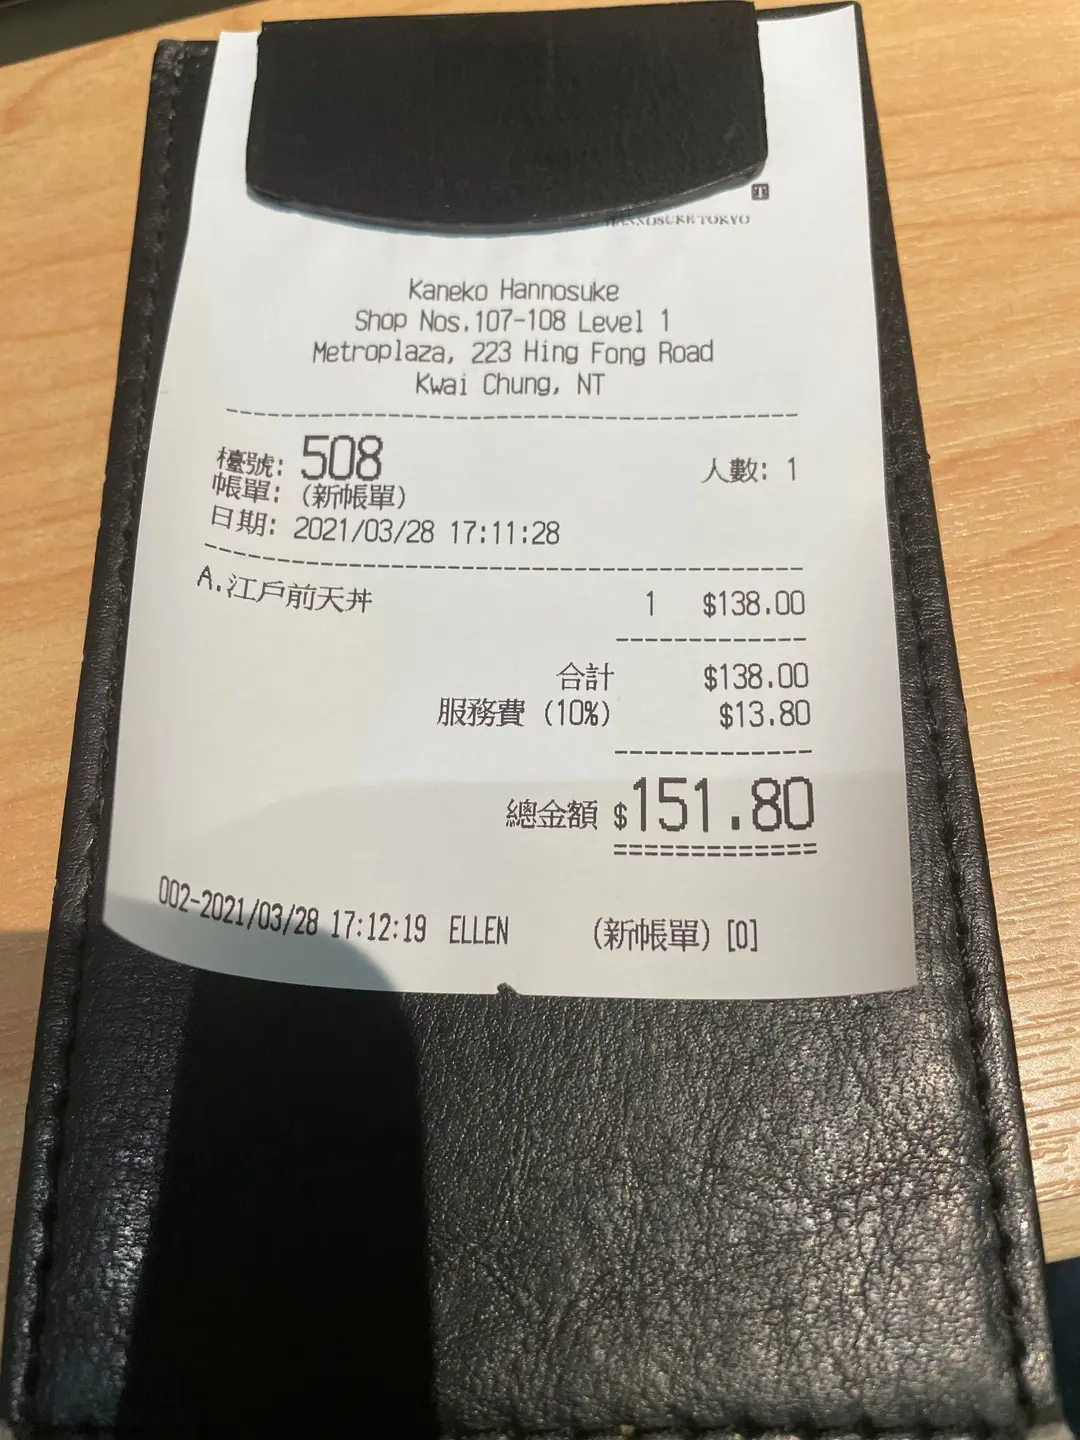 HANNOSUKE TOKYO
Kaneko Hannosuke
Shop Nos.107-108 Level 1
Metroplaza, 223 Hing Fong Road
Kwai Chung, NT
檯號: 508 人數: 1
帳單: (新帳單)
日期: 2021/03/28 17:11:28
A.江戶前天丼 1 $138.00
合計 $138.00
服務費 (10%) $13.80
總金額 $151.80
002-2021/03/28 17:12:19 ELLEN (新帳單) [0]